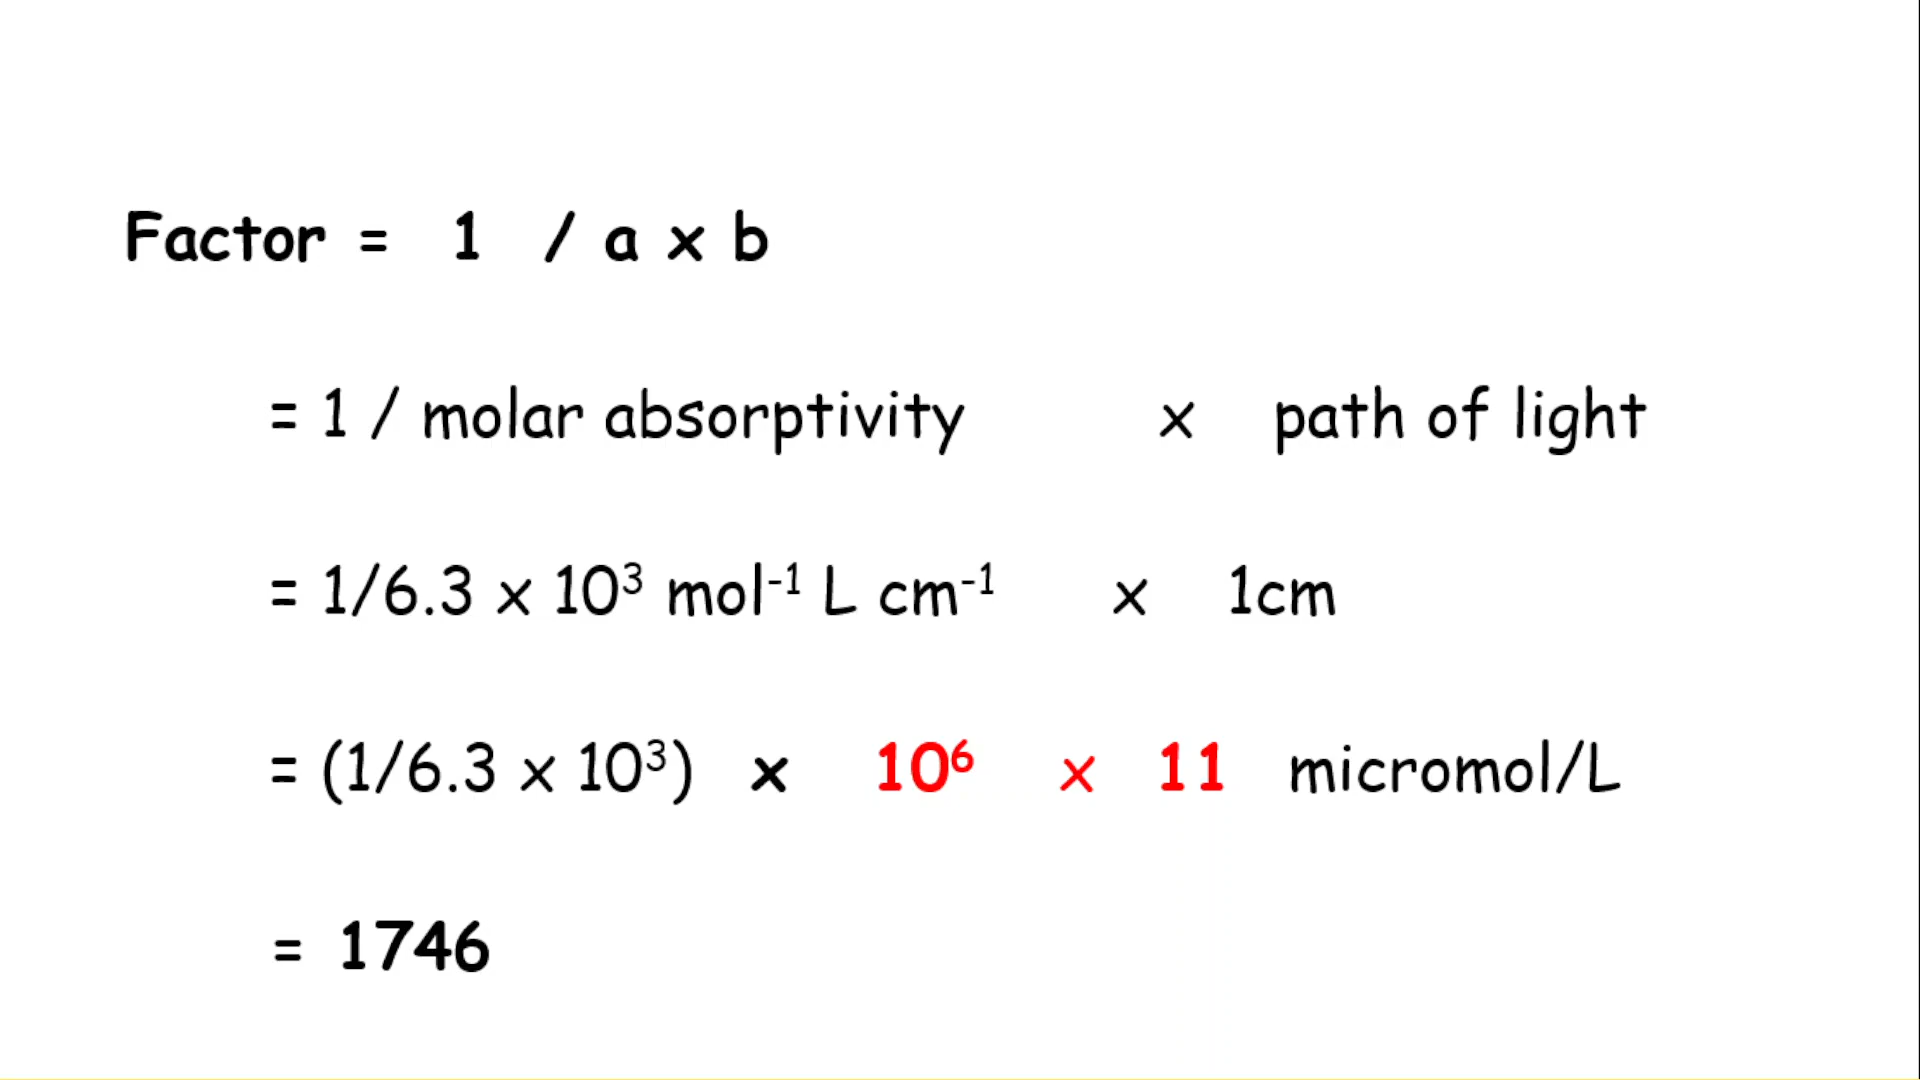 Factor = 1 / a x b
= 1 / molar absorptivity x path of light
= 1/6.3 x 10³ mol⁻¹ L cm⁻¹ x 1cm
= (1/6.3 x 10³) x 10⁶ x 11 micromol/L
= 1746